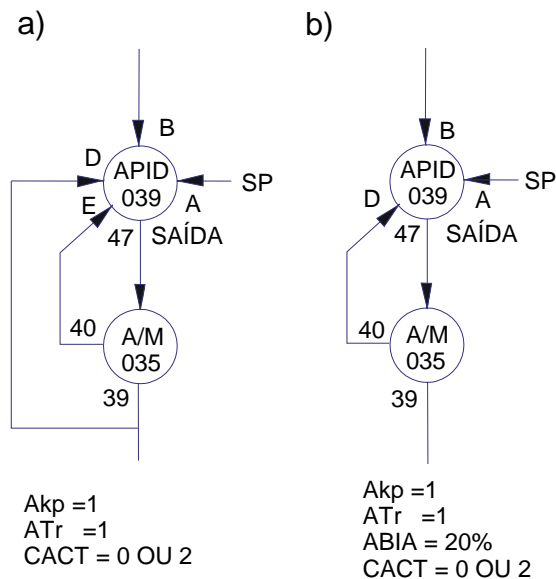 a)
B
D
APID
039
E
A
SP
47
SAÍDA
40
A/M
035
39
Akp =1
ATr =1
CACT = 0 OU 2
b)
B
APID
039
D
A
SP
47
SAÍDA
40
A/M
035
39
Akp =1
ATr =1
ABIA = 20%
CACT = 0 OU 2